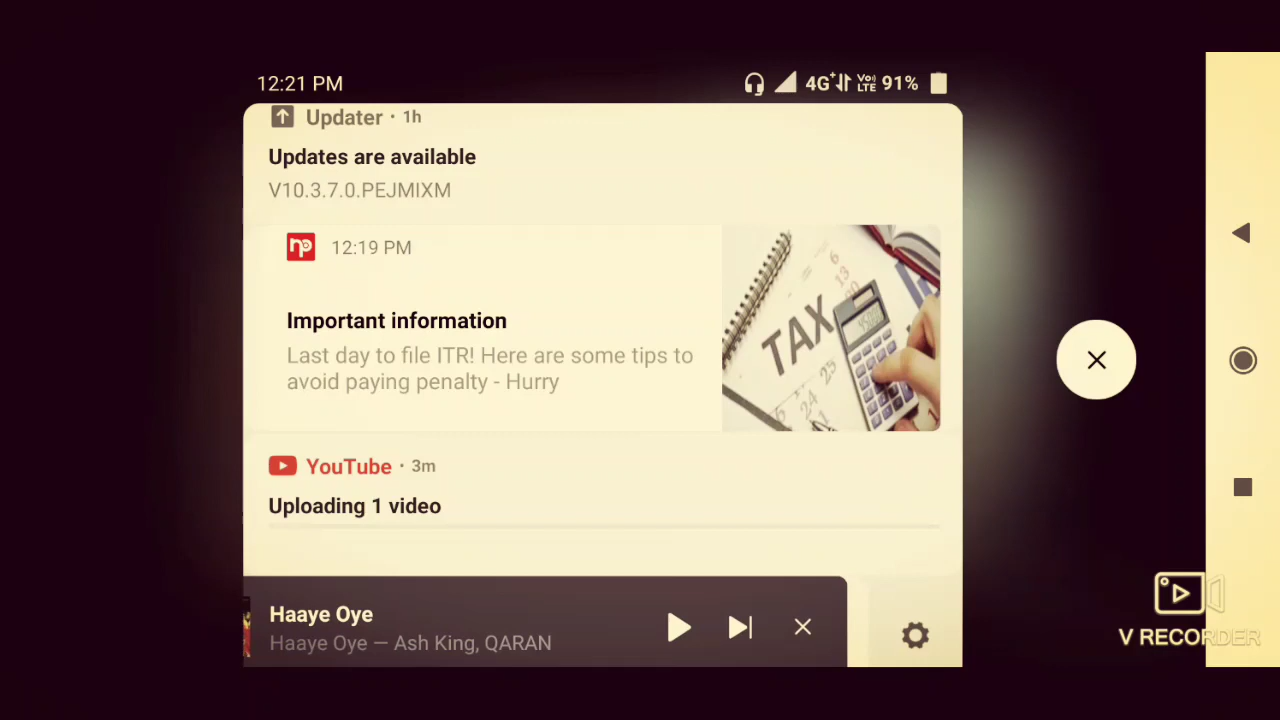 12:21 PM
4G+ VoLTE 91%
Updater · 1h
Updates are available
V10.3.7.0.PEJMIXM
np 12:19 PM
Important information
Last day to file ITR! Here are some tips to
avoid paying penalty - Hurry
TAX
YouTube · 3m
Uploading 1 video
Haaye Oye
Haaye Oye — Ash King, QARAN
V RECORDER